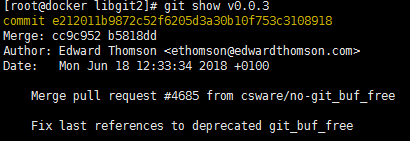 [root@docker libgit2]# git show v0.0.3
commit e212011b9872c52f6205d3a30b10f753c3108918
Merge: cc9c952 b5818dd
Author: Edward Thomson <ethomson@edwardthomson.com>
Date:   Mon Jun 18 12:33:34 2018 +0100
Merge pull request #4685 from csware/no-git_buf_free
Fix last references to deprecated git_buf_free